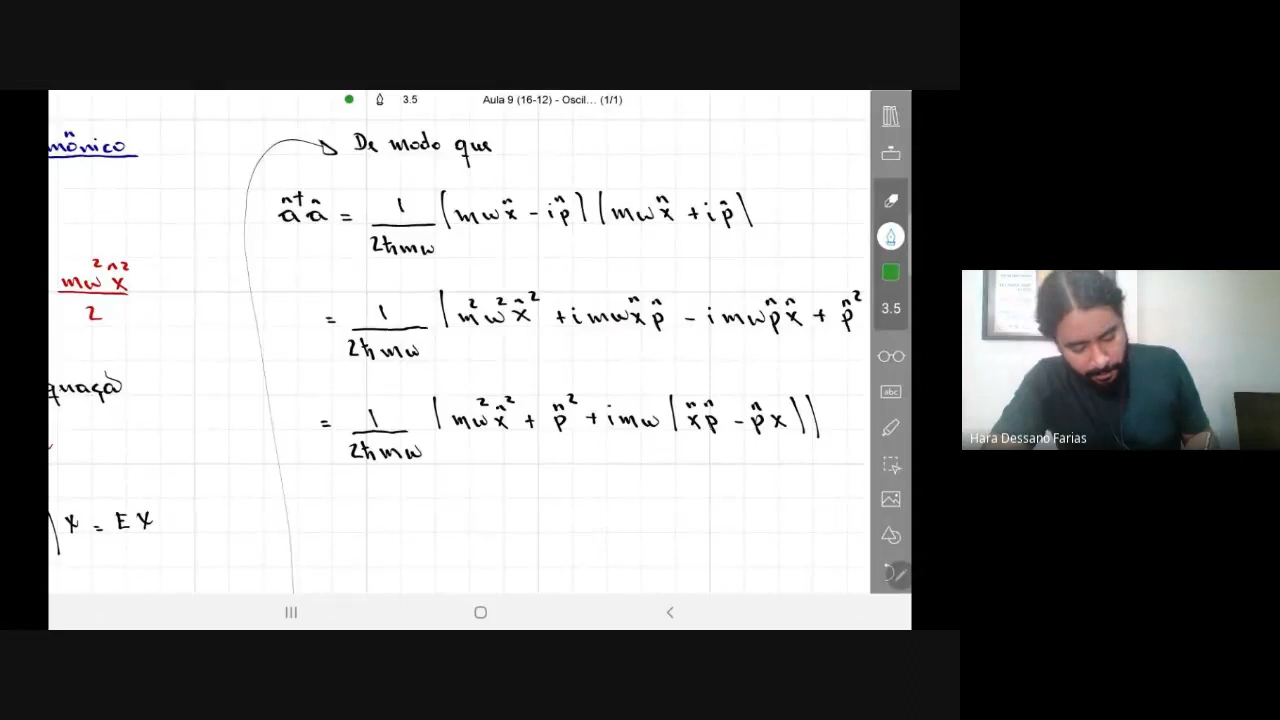 3.5 Aula 9 (16-12) - Oscil... (1/1)
mônico
De modo que
â†â = 1/2ħmω (mωx̂ - ip̂)(mωx̂ + ip̂)
mω²x̂²/2
= 1/2ħmω (m²ω²x̂² + imωx̂p̂ - imωp̂x̂ + p̂²
3.5
quaçã
abc
= 1/2ħmω (mω²x̂² + p̂² + imω(x̂p̂ - p̂x))
Hara Dessano Farias
) X = E X